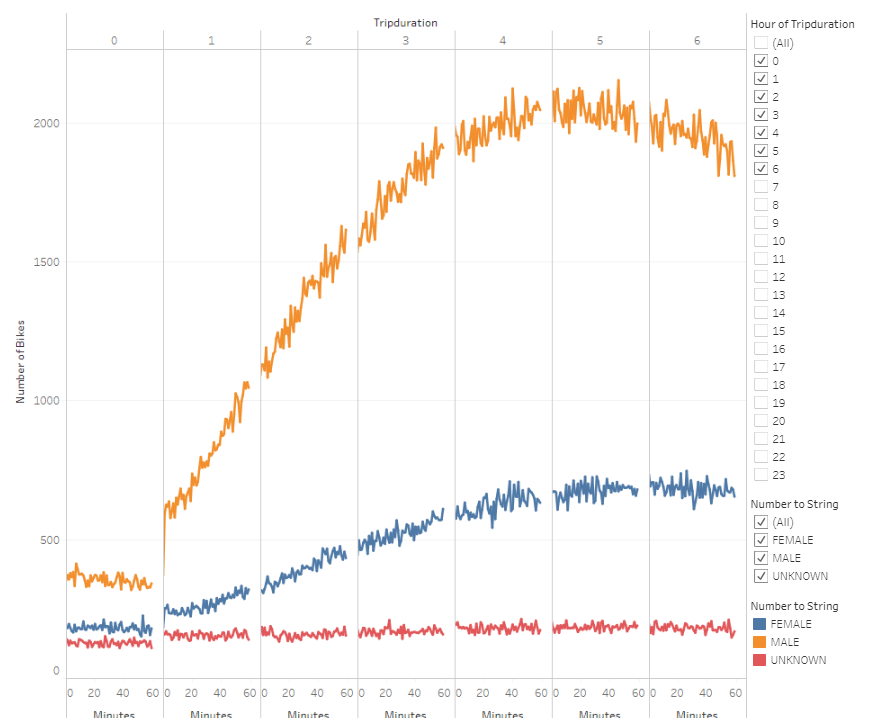 Tripduration
0 1 2 3 4 5 6
Number of Bikes
2000
1500
1000
500
0
0 20 40 60 0 20 40 60 0 20 40 60 0 20 40 60 0 20 40 60 0 20 40 60 0 20 40 60
Minutes Minutes Minutes Minutes Minutes Minutes Minutes
Hour of Tripduration
(All)
0
1
2
3
4
5
6
7
8
9
10
11
12
13
14
15
16
17
18
19
20
21
22
23
Number to String
(All)
FEMALE
MALE
UNKNOWN
Number to String
FEMALE
MALE
UNKNOWN